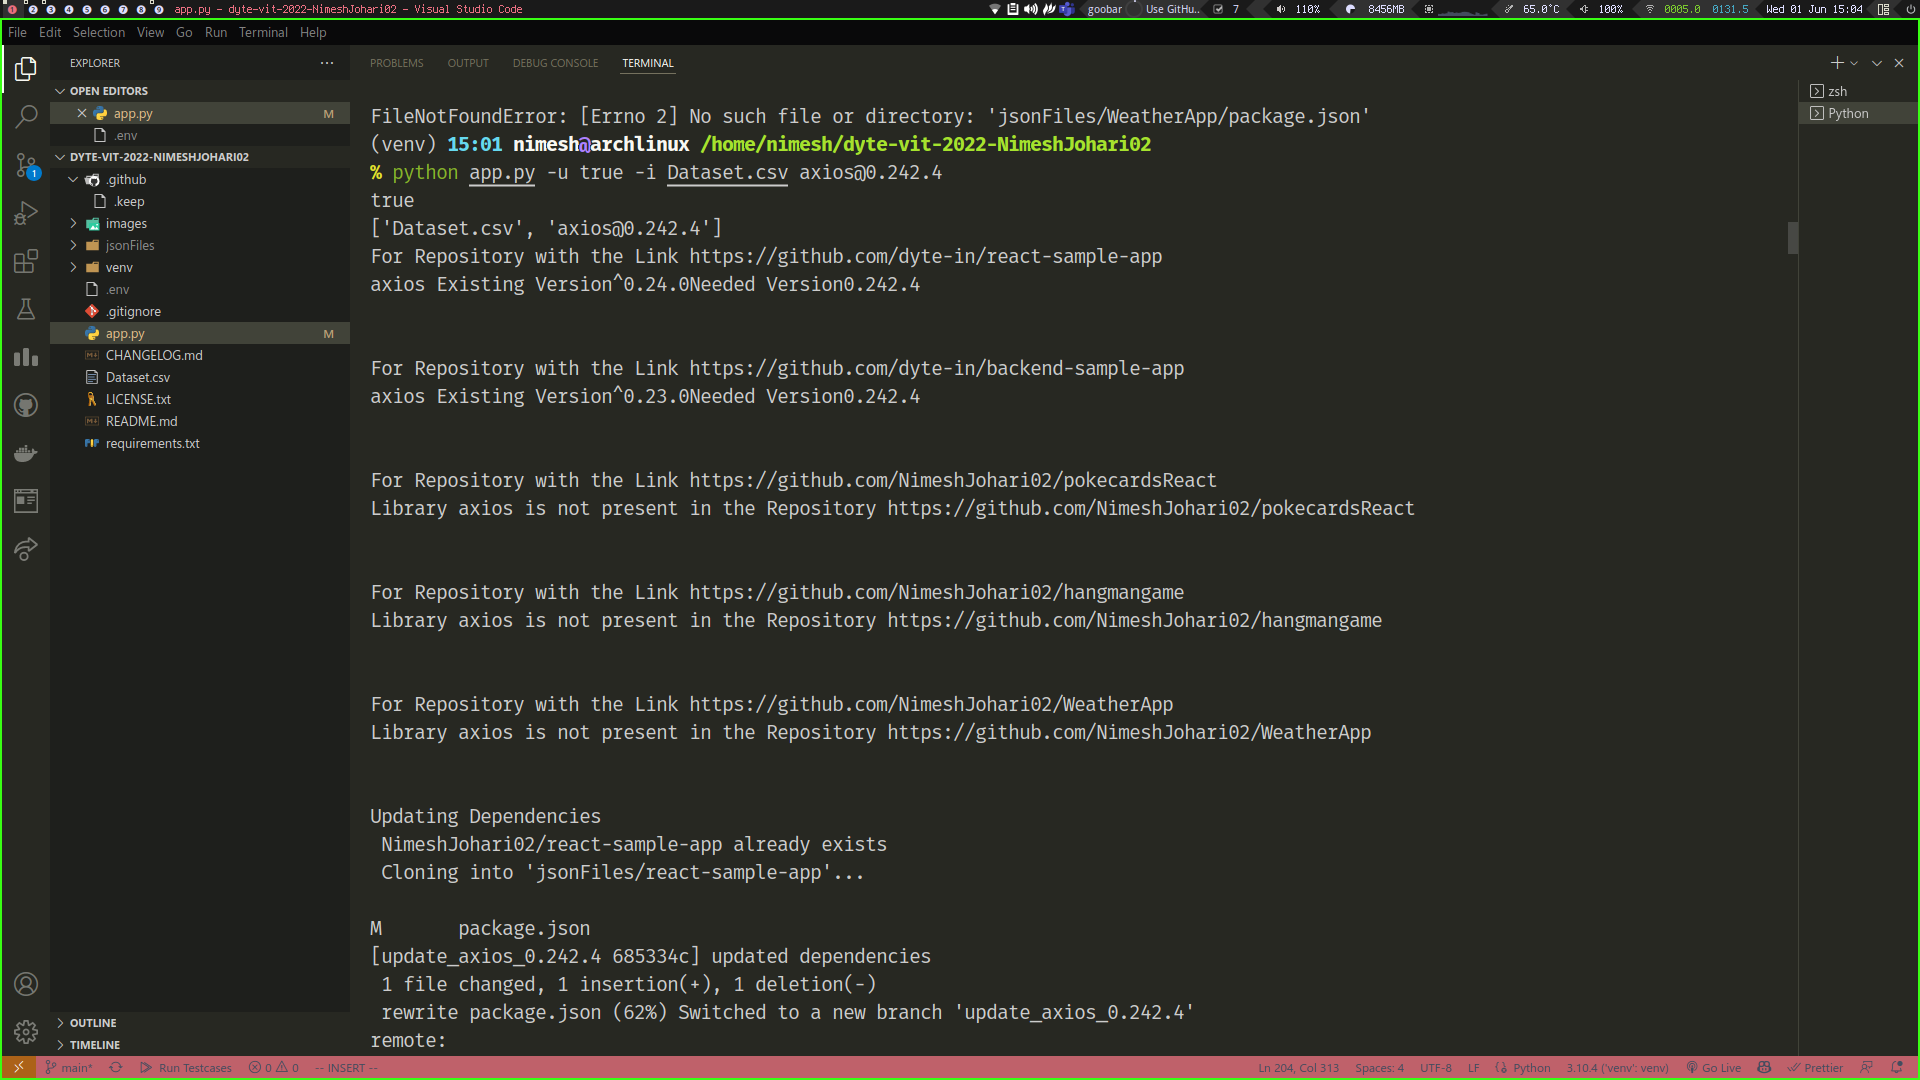 1 2 3 4 5 6 7 8 9 app.py - dyte-vit-2022-NimeshJohari02 - Visual Studio Code goobar Use GitHu.. 7 110% 8456MB 65.0°C 100% 0005.0 0131.5 Wed 01 Jun 15:04
File Edit Selection View Go Run Terminal Help
EXPLORER ...
OPEN EDITORS
app.py M
.env
DYTE-VIT-2022-NIMESHJOHARI02
.github
.keep
images
jsonFiles
venv
.env
.gitignore
app.py M
CHANGELOG.md
Dataset.csv
LICENSE.txt
README.md
requirements.txt
OUTLINE
TIMELINE
1
PROBLEMS OUTPUT DEBUG CONSOLE TERMINAL
zsh
Python
FileNotFoundError: [Errno 2] No such file or directory: 'jsonFiles/WeatherApp/package.json'
(venv) 15:01 nimesh@archlinux /home/nimesh/dyte-vit-2022-NimeshJohari02
% python app.py -u true -i Dataset.csv axios@0.242.4
true
['Dataset.csv', 'axios@0.242.4']
For Repository with the Link https://github.com/dyte-in/react-sample-app
axios Existing Version^0.24.0Needed Version0.242.4
For Repository with the Link https://github.com/dyte-in/backend-sample-app
axios Existing Version^0.23.0Needed Version0.242.4
For Repository with the Link https://github.com/NimeshJohari02/pokecardsReact
Library axios is not present in the Repository https://github.com/NimeshJohari02/pokecardsReact
For Repository with the Link https://github.com/NimeshJohari02/hangmangame
Library axios is not present in the Repository https://github.com/NimeshJohari02/hangmangame
For Repository with the Link https://github.com/NimeshJohari02/WeatherApp
Library axios is not present in the Repository https://github.com/NimeshJohari02/WeatherApp
Updating Dependencies
NimeshJohari02/react-sample-app already exists
Cloning into 'jsonFiles/react-sample-app'...
M package.json
[update_axios_0.242.4 685334c] updated dependencies
1 file changed, 1 insertion(+), 1 deletion(-)
rewrite package.json (62%) Switched to a new branch 'update_axios_0.242.4'
remote:
main* Run Testcases 0 0 -- INSERT -- Ln 204, Col 313 Spaces: 4 UTF-8 LF Python 3.10.4 ('venv': venv) Go Live Prettier